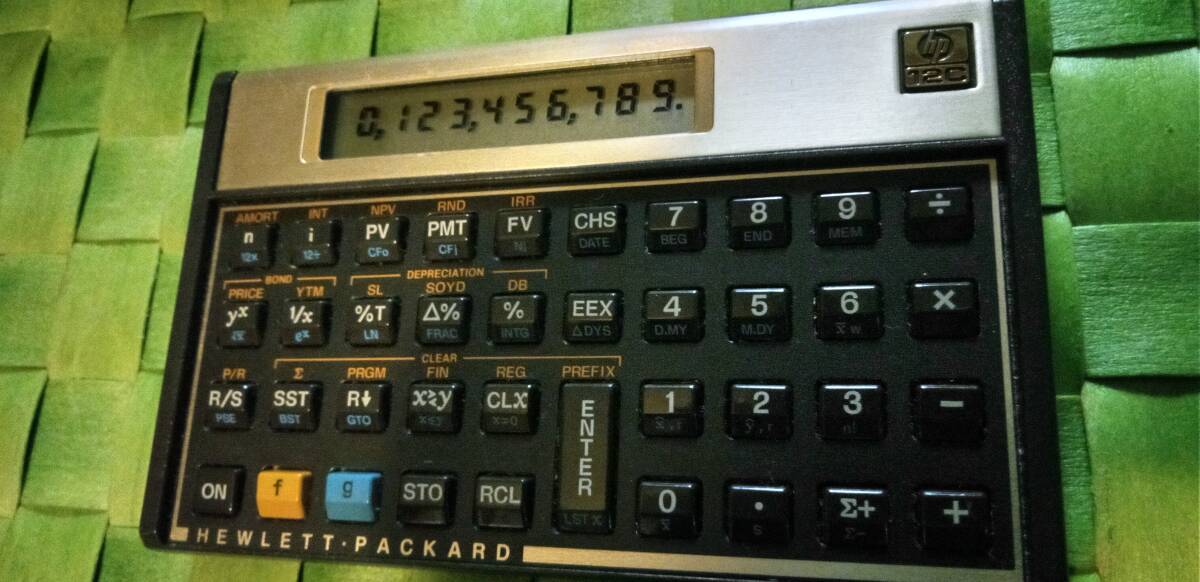 hp
12C
0,123,456,789.
AMORT INT NPV RND IRR
n i PV PMT FV CHS 7 8 9 ÷
12x 12÷ CFo CFj Nj DATE BEG END MEM
BOND DEPRECIATION
PRICE YTM SL SOYD DB
yˣ 1/x %T Δ% % EEX 4 5 6 ×
√x eˣ LN FRAC INTG ΔDYS D.MY M.DY x̄w
CLEAR
P/R Σ PRGM FIN REG PREFIX
R/S SST R↓ x≷y CLx ENTER 1 2 3 −
PSE BST GTO x≤y x=0 x̂,r ŷ,r n!
ON f g STO RCL 0 · Σ+ +
LSTX x̄ s Σ−
HEWLETT·PACKARD